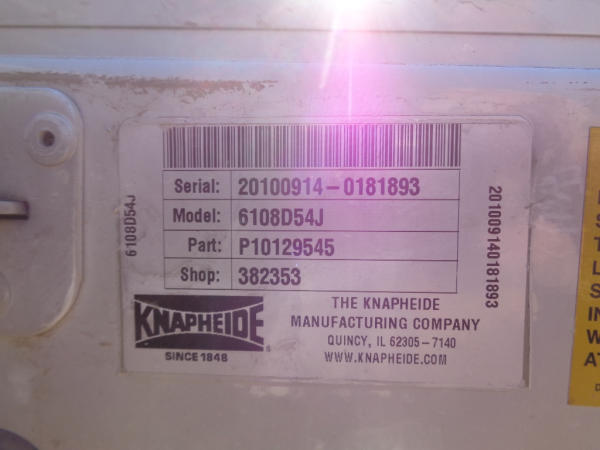 Serial: 20100914-0181893
Model: 6108D54J
Part: P10129545
Shop: 382353
6108D54J
201009140181893
KNAPHEIDE
SINCE 1848
THE KNAPHEIDE
MANUFACTURING COMPANY
QUINCY, IL 62305-7140
WWW.KNAPHEIDE.COM